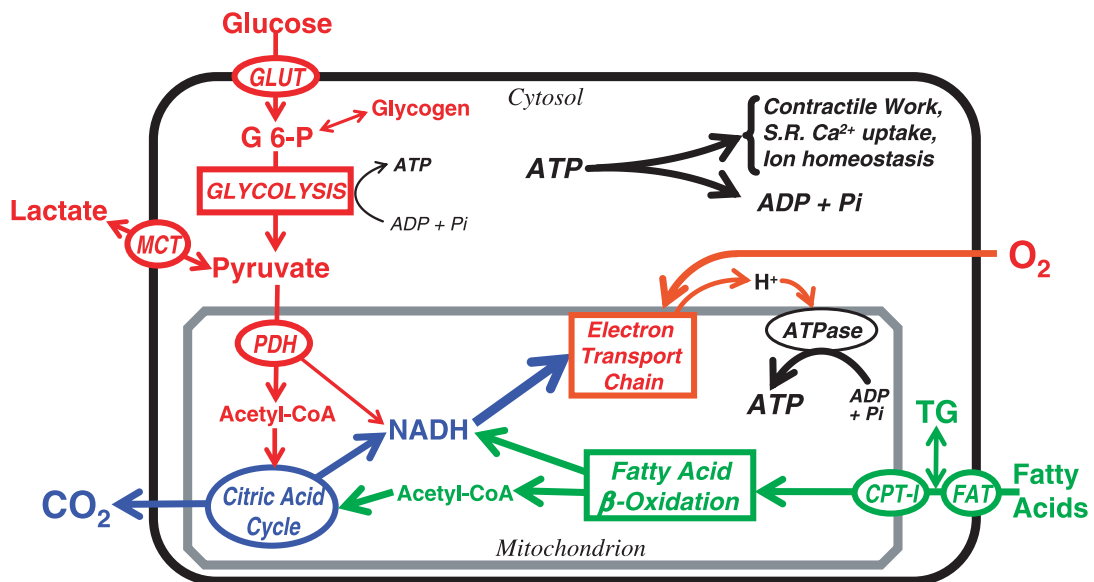 Glucose
GLUT
Cytosol
G 6-P
Glycogen
ATP
GLYCOLYSIS
ADP + Pi
ATP
Contractile Work,
S.R. Ca²⁺ uptake,
Ion homeostasis
ADP + Pi
Lactate
MCT
Pyruvate
O₂
PDH
Electron
Transport
Chain
H⁺
ATPase
ATP
ADP
+ Pi
Acetyl-CoA
NADH
TG
CO₂
Citric Acid
Cycle
Acetyl-CoA
Fatty Acid
β-Oxidation
CPT-I
FAT
Fatty
Acids
Mitochondrion